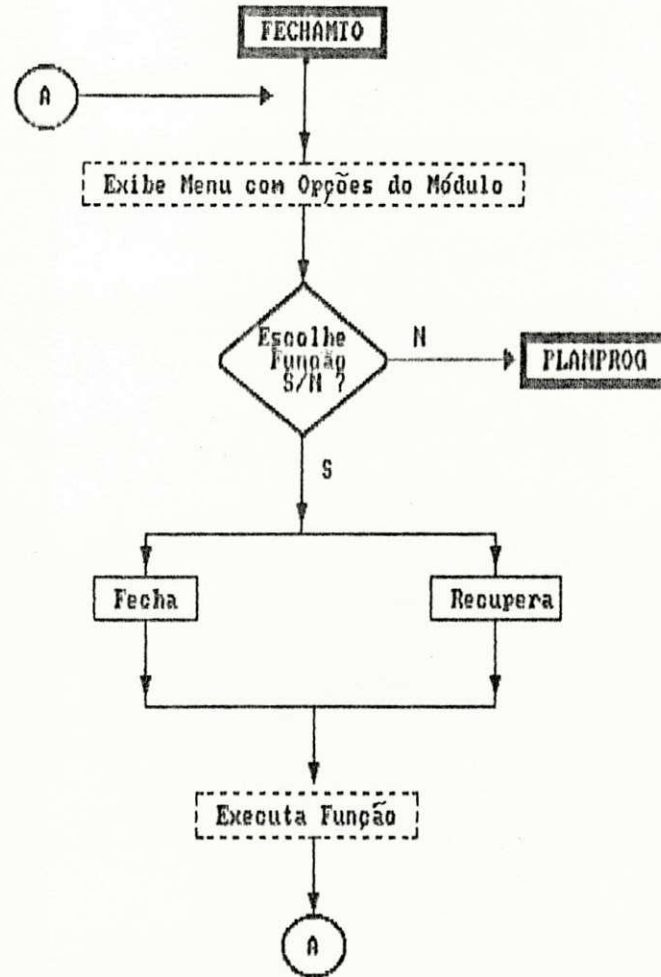 FECHAMTO
A
Exibe Menu com Opções do Módulo
Escolhe
Função
S/N ?
N
PLANPROG
S
Fecha
Recupera
Executa Função
A